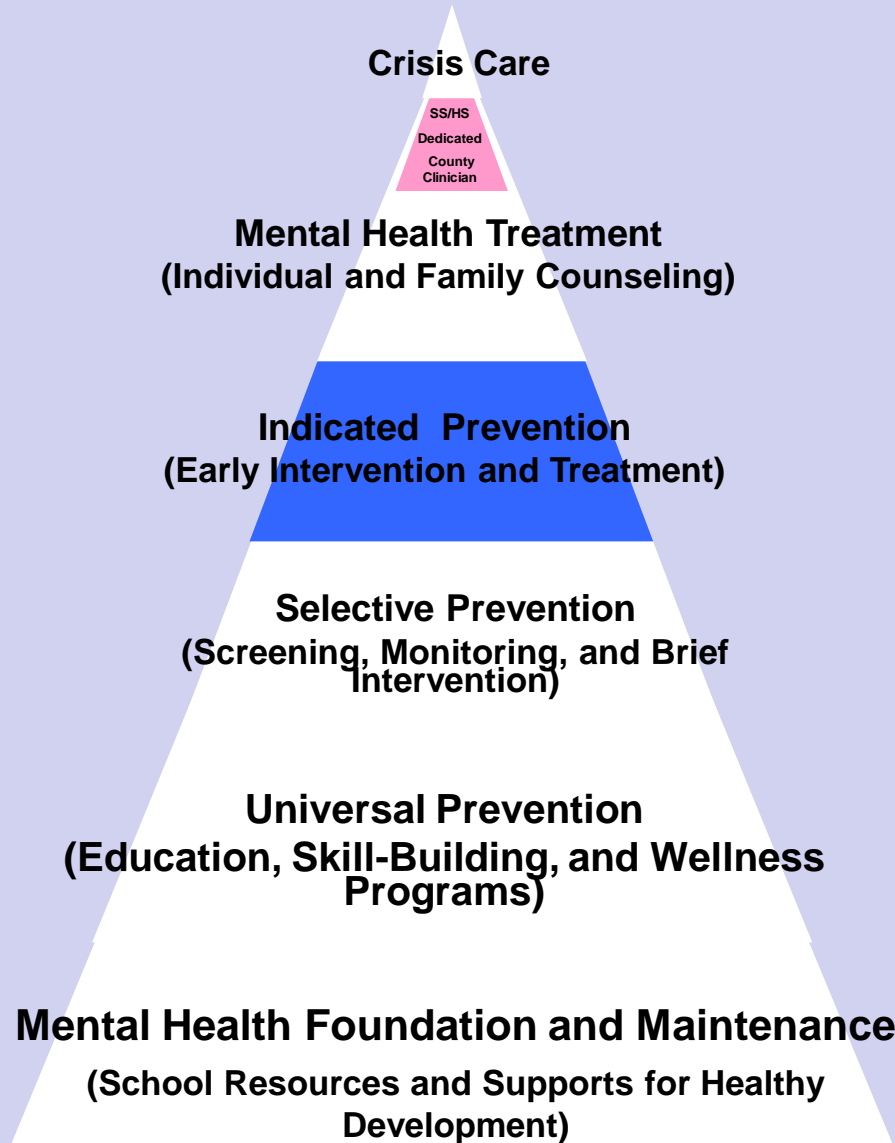 Crisis Care
SS/HS
Dedicated
County
Clinician
Mental Health Treatment
(Individual and Family Counseling)
Indicated  Prevention
(Early Intervention and Treatment)
Selective Prevention
(Screening, Monitoring, and Brief
Intervention)
Universal Prevention
(Education, Skill-Building, and Wellness
Programs)
Mental Health Foundation and Maintenance
(School Resources and Supports for Healthy
Development)